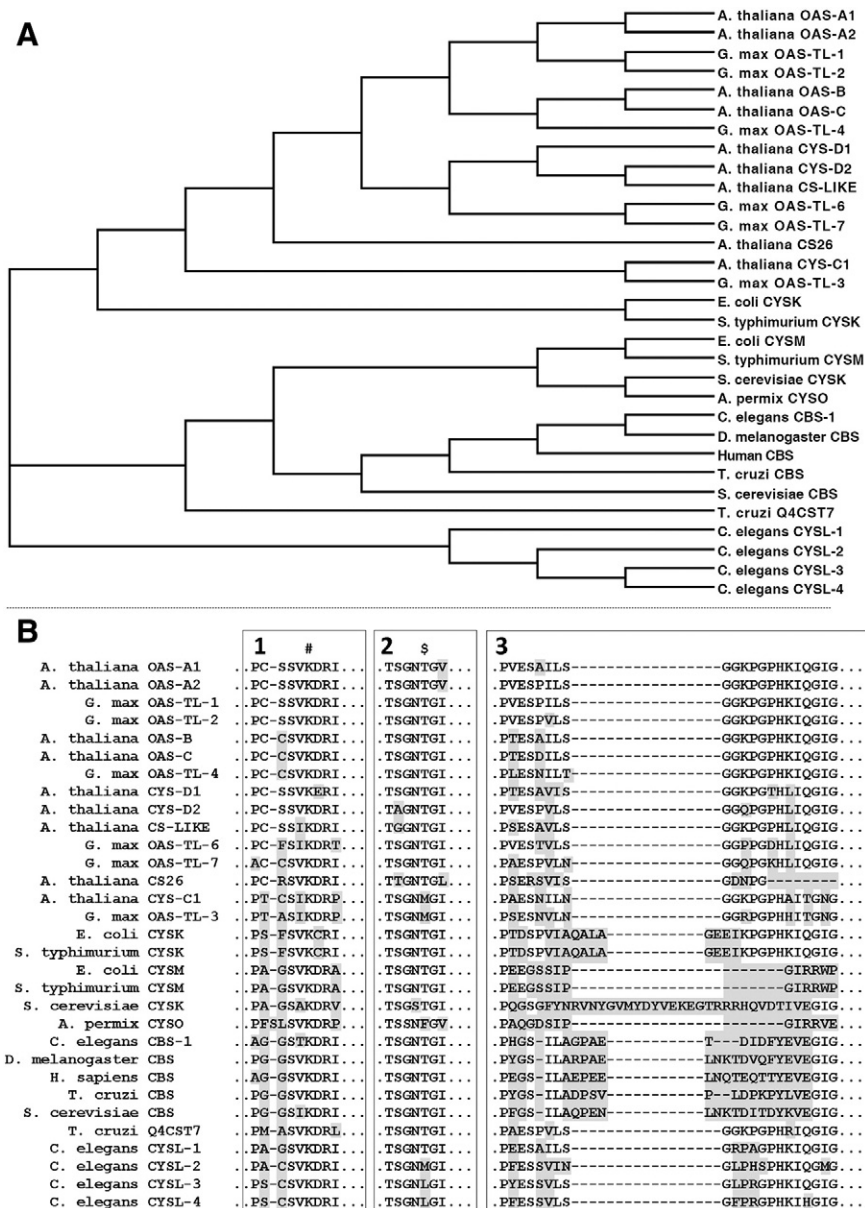 A
A. thaliana OAS-A1
A. thaliana OAS-A2
G. max OAS-TL-1
G. max OAS-TL-2
A. thaliana OAS-B
A. thaliana OAS-C
G. max OAS-TL-4
A. thaliana CYS-D1
A. thaliana CYS-D2
A. thaliana CS-LIKE
G. max OAS-TL-6
G. max OAS-TL-7
A. thaliana CS26
A. thaliana CYS-C1
G. max OAS-TL-3
E. coli CYSK
S. typhimurium CYSK
E. coli CYSM
S. typhimurium CYSM
S. cerevisiae CYSK
A. permix CYSO
C. elegans CBS-1
D. melanogaster CBS
Human CBS
T. cruzi CBS
S. cerevisiae CBS
T. cruzi Q4CST7
C. elegans CYSL-1
C. elegans CYSL-2
C. elegans CYSL-3
C. elegans CYSL-4
B
1 # 2 $ 3
A. thaliana OAS-A1 ..PC-SSVKDRI... .TSGNTGV... ..PVESAILS-----------------GGKPGPHKIQGIG...
A. thaliana OAS-A2 ..PC-SSVKDRI... .TSGNTGV... ..PVESPILS-----------------GGKPGPHKIQGIG...
G. max OAS-TL-1 ..PC-SSVKDRI... .TSGNTGI... ..PVESPILS-----------------GGKPGPHKIQGIG...
G. max OAS-TL-2 ..PC-SSVKDRI... .TSGNTGI... ..PVESPVLS-----------------GGKPGPHKIQGIG...
A. thaliana OAS-B ..PC-CSVKDRI... .TSGNTGI... ..PTESAILS-----------------GGKPGPHKIQGIG...
A. thaliana OAS-C ..PC-CSVKDRI... .TSGNTGI... ..PTESDILS-----------------GGKPGPHKIQGIG...
G. max OAS-TL-4 ..PC-CSVKDRI... .TSGNTGI... ..PLESNILT-----------------GGKPGPHKIQGIG...
A. thaliana CYS-D1 ..PC-SSVKERI... .TSGNTGI... ..PTESAVIS-----------------GGKPGTHLIQGIG...
A. thaliana CYS-D2 ..PC-SSVKDRI... .TAGNTGI... ..PVESPVLS-----------------GGQPGPHLIQGIG...
A. thaliana CS-LIKE ..PC-SSIKDRI... .TGGNTGI... ..PSESAVLS-----------------GGKPGPHLIQGIG...
G. max OAS-TL-6 ..PC-FSIKDRT... .TSGNTGI... ..PVESTVLS-----------------GGPPGDHLIQGIG...
G. max OAS-TL-7 ..AC-CSVKDRI... .TSGNTGI... ..PAESPVLN-----------------GGQPGKHLIQGIG...
A. thaliana CS26 ..PC-RSVKDRI... .TTGNTGL... ..PSERSVIS-----------------GDNPG--------...
A. thaliana CYS-C1 ..PT-CSIKDRP... .TSGNMGI... ..PAESNILN-----------------GGKPGPHAITGNG...
G. max OAS-TL-3 ..PT-ASIKDRP... .TSGNMGI... ..PSESNVLN-----------------GGRPGPHHITGNG...
E. coli CYSK ..PS-FSVKCRI... .TSGNTGI... ..PTDSPVIAQALA-----------GEEIKPGPHKIQGIG...
S. typhimurium CYSK ..PS-FSVKCRI... .TSGNTGI... ..PTDSPVIAQALA-----------GEEIKPGPHKIQGIG...
E. coli CYSM ..PA-GSVKDRA... .TSGNTGI... ..PEEGSSIP------------------------GIRRWP...
S. typhimurium CYSM ..PA-GSVKDRA... .TSGNTGI... ..PEEGSSIP------------------------GIRRWP...
S. cerevisiae CYSK ..PA-GSAKDRI... .TSGSTGI... ..PQGSGFYNRVNYGVMYDYVEKEGTRRRHQVDTIVEGIG...
A. permix CYSO ..PFSLSVKDRP... .TSSNFGV... ..PAQGDSIP------------------------GIRRVE...
C. elegans CBS-1 ..AG-GSTKDRI... .TSGNTGI... ..PHGS-ILAGPAE-----------T---DIDFYEVEGIG...
D. melanogaster CBS ..PG-GSVKDRI... .TSGNTGI... ..PYGS-ILARPAE-----------LNKTDVQFYEVEGIG...
H. sapiens CBS ..AG-GSVKDRI... .TSGNTGI... ..PEGS-ILAEPEE-----------LNQTEQTTYEVEGIG...
T. cruzi CBS ..PG-GSVKDRI... .TSGNTGI... ..PYGS-ILADPSV-----------P--LDPKPYLVEGIG...
S. cerevisiae CBS ..PG-GSIKDRI... .TSGNTGI... ..PFGS-ILAQPEN-----------LNKTDITDYKVEGIG...
T. cruzi Q4CST7 ..PM-ASVKDRL... .TSGNTGI... ..PAESPVLS-----------------GGKPGPHRIQGIG...
C. elegans CYSL-1 ..PA-GSVKDRI... .TSGNTGI... ..PEESAILS-----------------GRPAGPHKIQGIG...
C. elegans CYSL-2 ..PA-CSVKDRI... .TSGNMGI... ..PFESSVIN-----------------GLPHSPHKIQGMG...
C. elegans CYSL-3 ..PS-CSVKDRI... .TSGNLGI... ..PYESSVLS-----------------GLPRGPHKIQGIG...
C. elegans CYSL-4 ..PS-CSVKDRI... .TSGNLGI... ..PFESSVLS-----------------GFPRGPHKIHGIG...